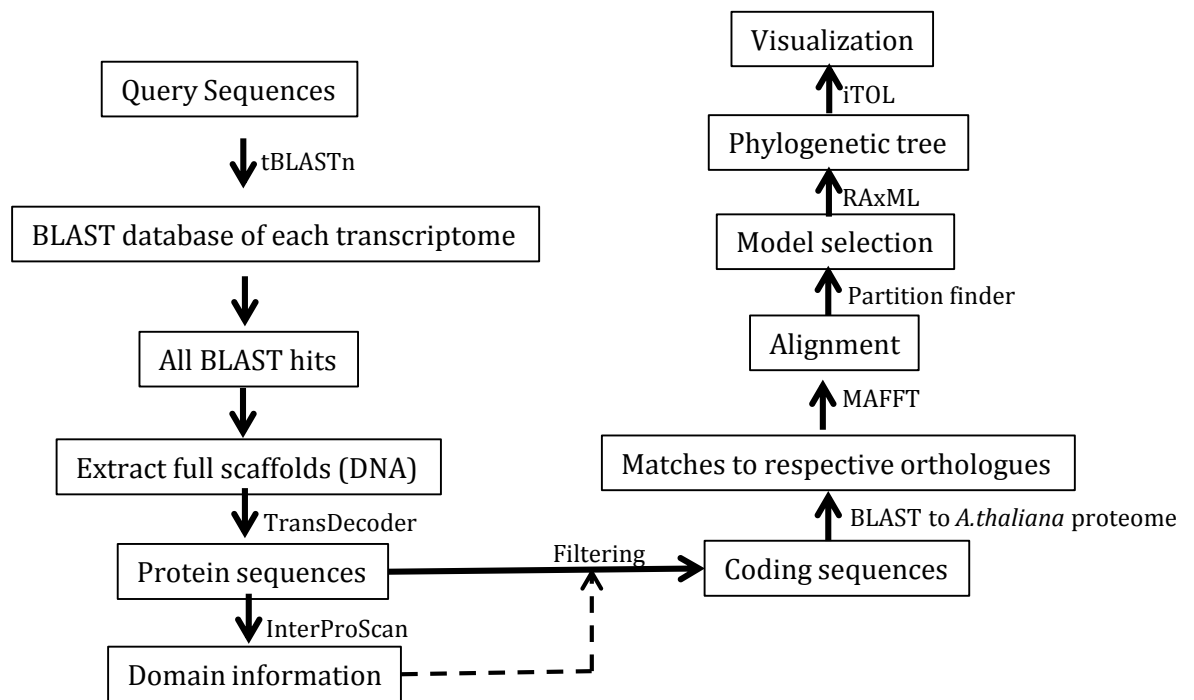 Query Sequences
tBLASTn
BLAST database of each transcriptome
All BLAST hits
Extract full scaffolds (DNA)
TransDecoder
Protein sequences
InterProScan
Domain information
Filtering
Coding sequences
BLAST to A.thaliana proteome
Matches to respective orthologues
MAFFT
Alignment
Partition finder
Model selection
RAxML
Phylogenetic tree
iTOL
Visualization